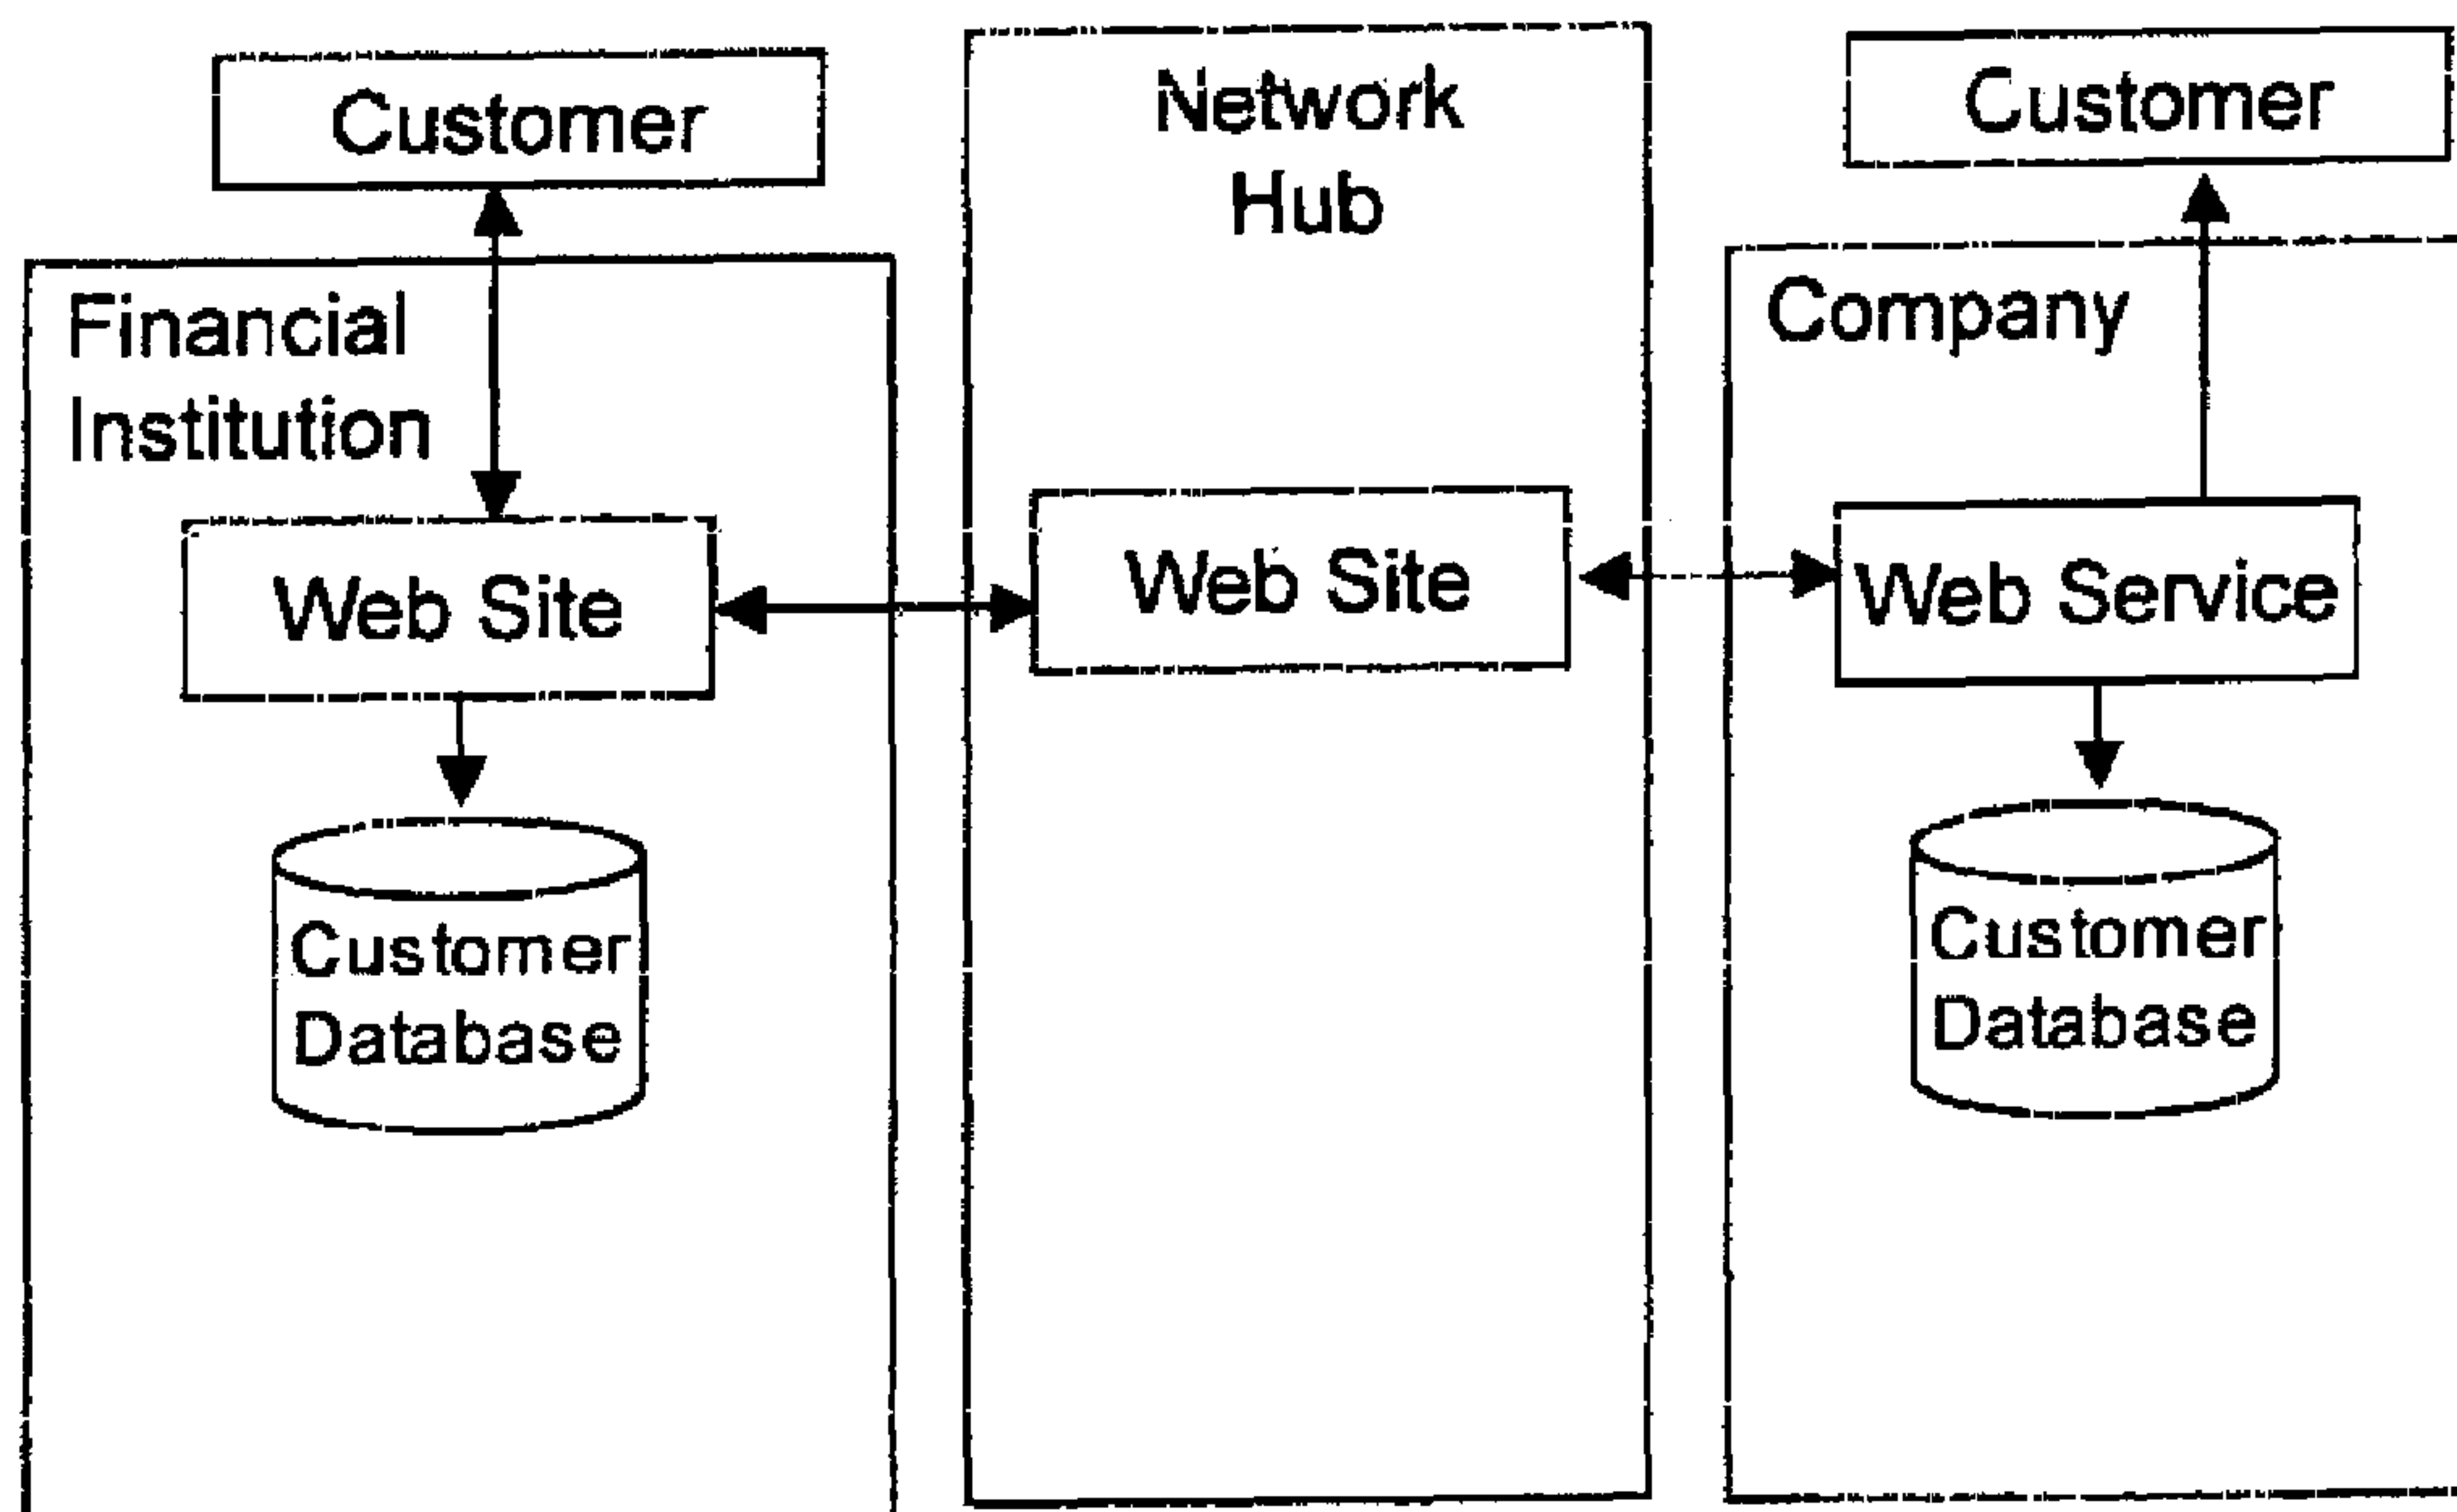 Customer
Financial
Institution
Web Site
Customer
Database
Network
Hub
Web Site
Customer
Company
Web Service
Customer
Database